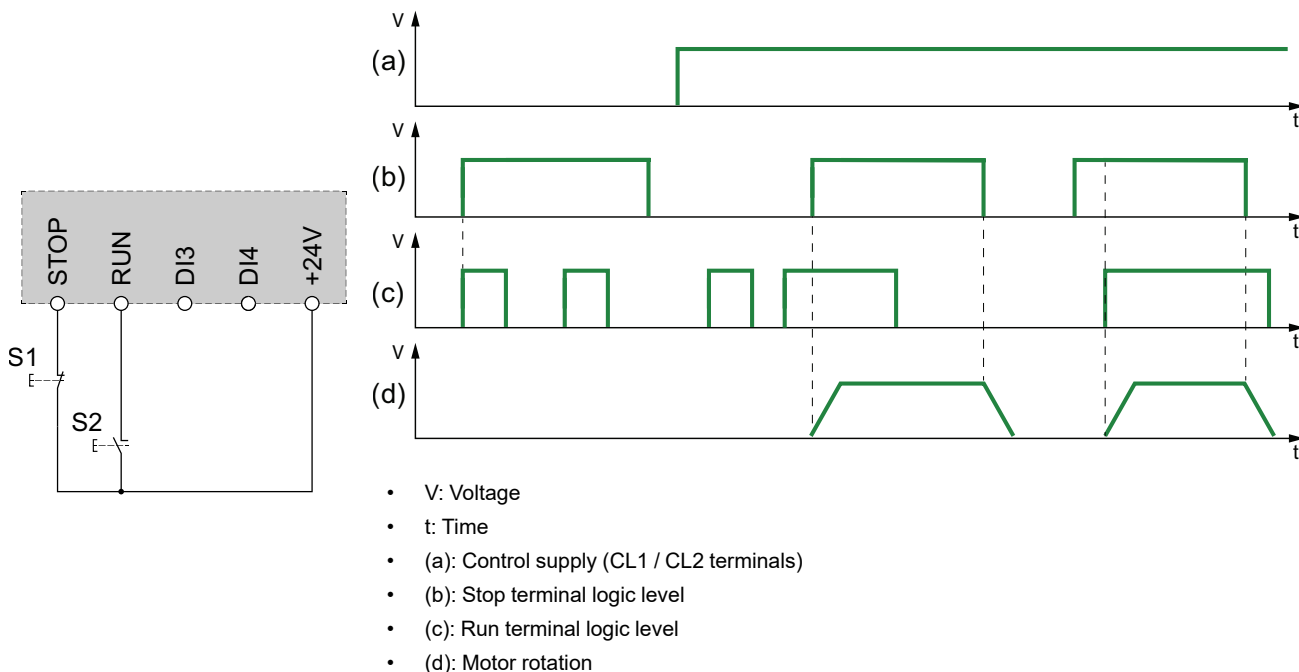 STOP
RUN
DI3
DI4
+24V
S1
S2
V
(a)
t
V
(b)
t
V
(c)
t
V
(d)
t
• V: Voltage
• t: Time
• (a): Control supply (CL1 / CL2 terminals)
• (b): Stop terminal logic level
• (c): Run terminal logic level
• (d): Motor rotation